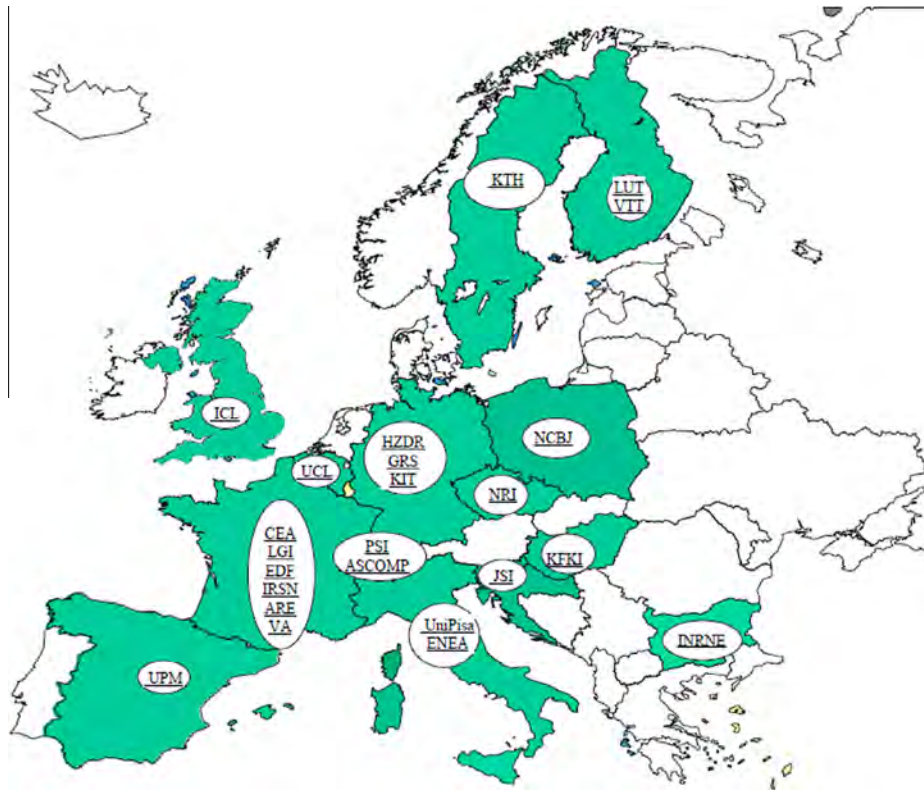 KTH
LUT
VTT
ICL
UCL
HZDR
GRS
KIT
NCBJ
NRI
CEA
LGI
EDF
IRSN
ARE
VA
PSI
ASCOMP
JSI
KFKI
UniPisa
ENEA
INRNE
UPM